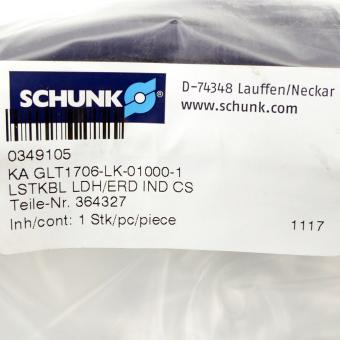 SCHUNK
D-74348 Lauffen/Neckar
www.schunk.com
0349105
KA GLT1706-LK-01000-1
LSTKBL LDH/ERD IND CS
Teile-Nr. 364327
Inh/cont: 1 Stk/pc/piece
1117